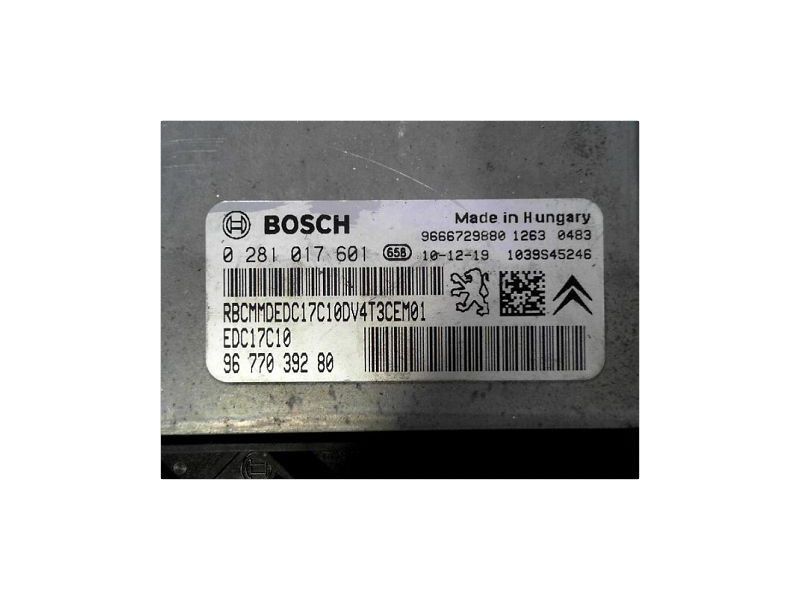 BOSCH
Made in Hungary
0 281 017 601 658
9666729880 1263 0483
10-12-19 1039S45246
RBCMMDEDC17C10DV4T3CEM01
EDC17C10
96 770 392 80